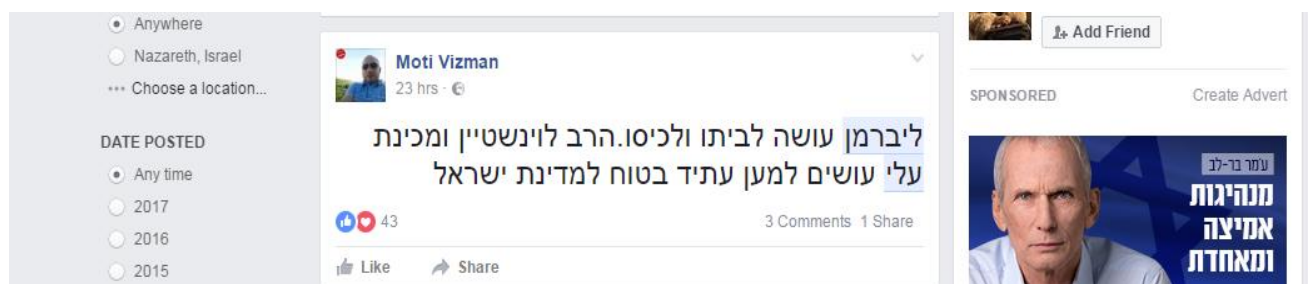 Anywhere
Nazareth, Israel
Choose a location...
DATE POSTED
Any time
2017
2016
2015
Moti Vizman
23 hrs ·
ליברמן עושה לביתו ולכיסו.הרב לוינשטיין ומכינת
עלי עושים למען עתיד בטוח למדינת ישראל
43
3 Comments 1 Share
Like Share
Add Friend
SPONSORED Create Advert
עמר בר-לב
מנהיגות
אמיצה
ומאחדת